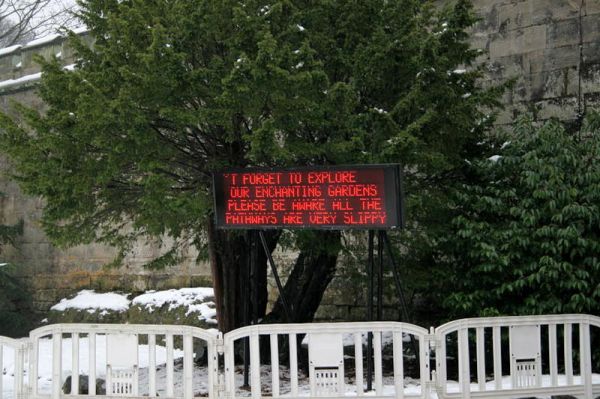 'T FORGET TO EXPLORE
OUR ENCHANTING GARDENS
PLEASE BE AWARE ALL THE
PATHWAYS ARE VERY SLIPPY